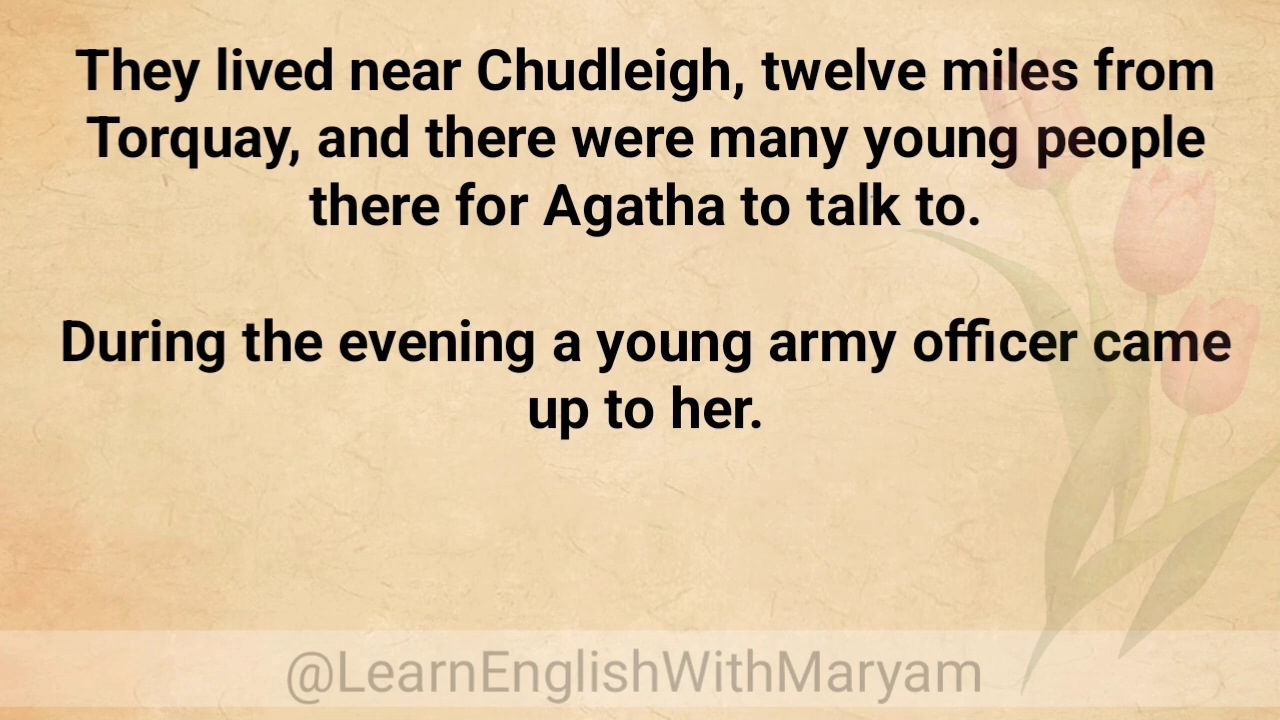 They lived near Chudleigh, twelve miles from
Torquay, and there were many young people
there for Agatha to talk to.
During the evening a young army officer came
up to her.
@LearnEnglishWithMaryam